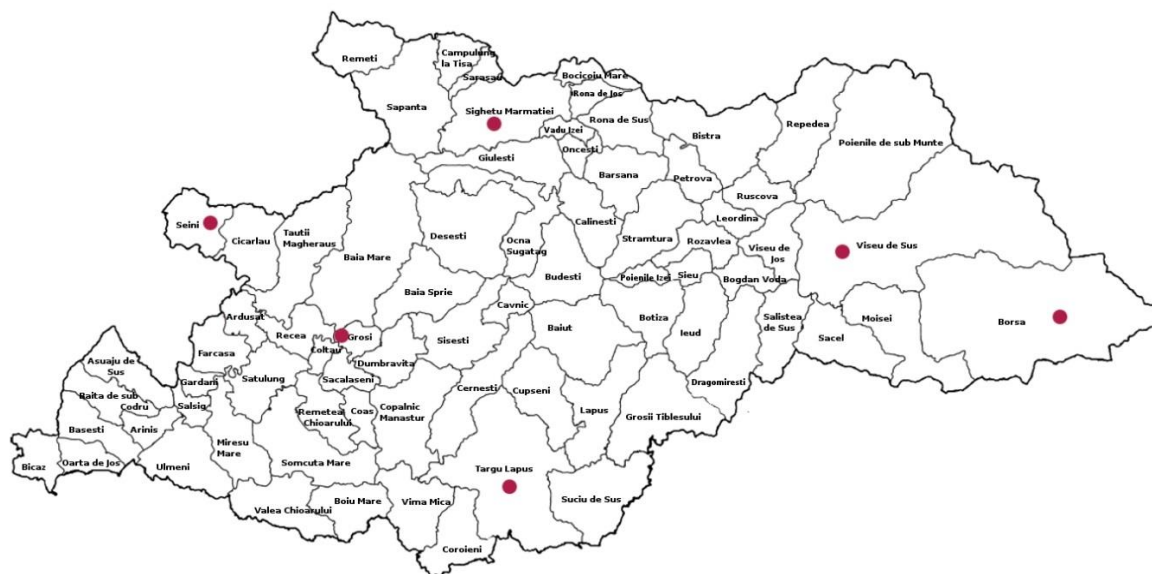 Remeti
Campulung
la Tisa
Sarasau
Bocicoiu Mare
Rona de Jos
Sapanta
Sighetu Marmatiei
Rona de Sus
Vadu Izei
Bistra
Repedea
Poienile de sub Munte
Giulesti
Oncesti
Barsana
Petrova
Ruscova
Leordina
Seini
Cicarlau
Tautii
Magheraus
Desesti
Calinesti
Ocna
Sugatag
Stramtura
Rozavlea
Viseu de
Jos
Viseu de Sus
Baia Mare
Budesti
Poienile Izei
Sieu
Bogdan Voda
Baia Sprie
Cavnic
Ardusat
Recea
Grosi
Sisesti
Baiut
Botiza
Ieud
Salistea
de Sus
Moisei
Borsa
Sacel
Farcasa
Coltau
Dumbravita
Asuaju de
Sus
Gardani
Satulung
Sacalaseni
Cernesti
Cupseni
Dragomiresti
Raita de sub
Codru
Salsig
Remetea
Chioarului
Coas
Copalnic
Manastur
Lapus
Grosii Tiblesului
Basesti
Arinis
Miresu
Mare
Bicaz
Oarta de Jos
Ulmeni
Somcuta Mare
Targu Lapus
Valea Chioarului
Boiu Mare
Vima Mica
Suciu de Sus
Coroieni